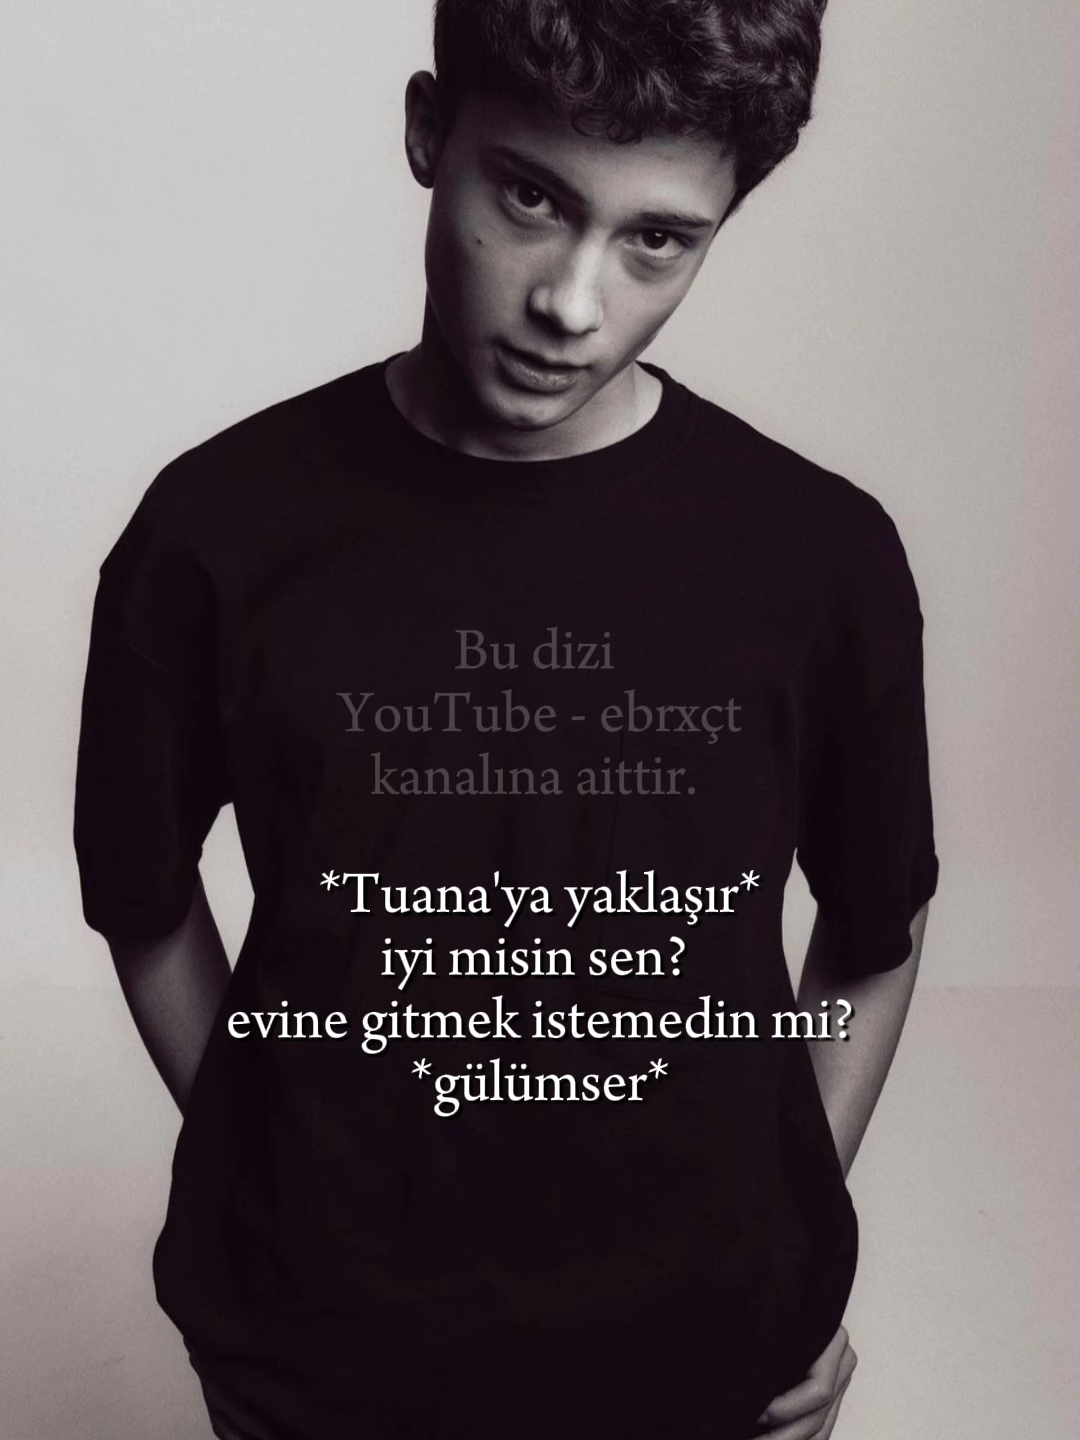 Bu dizi
YouTube - ebrxçt
kanalına aittir.
*Tuana'ya yaklaşır*
iyi misin sen?
evine gitmek istemedin mi?
*gülümser*